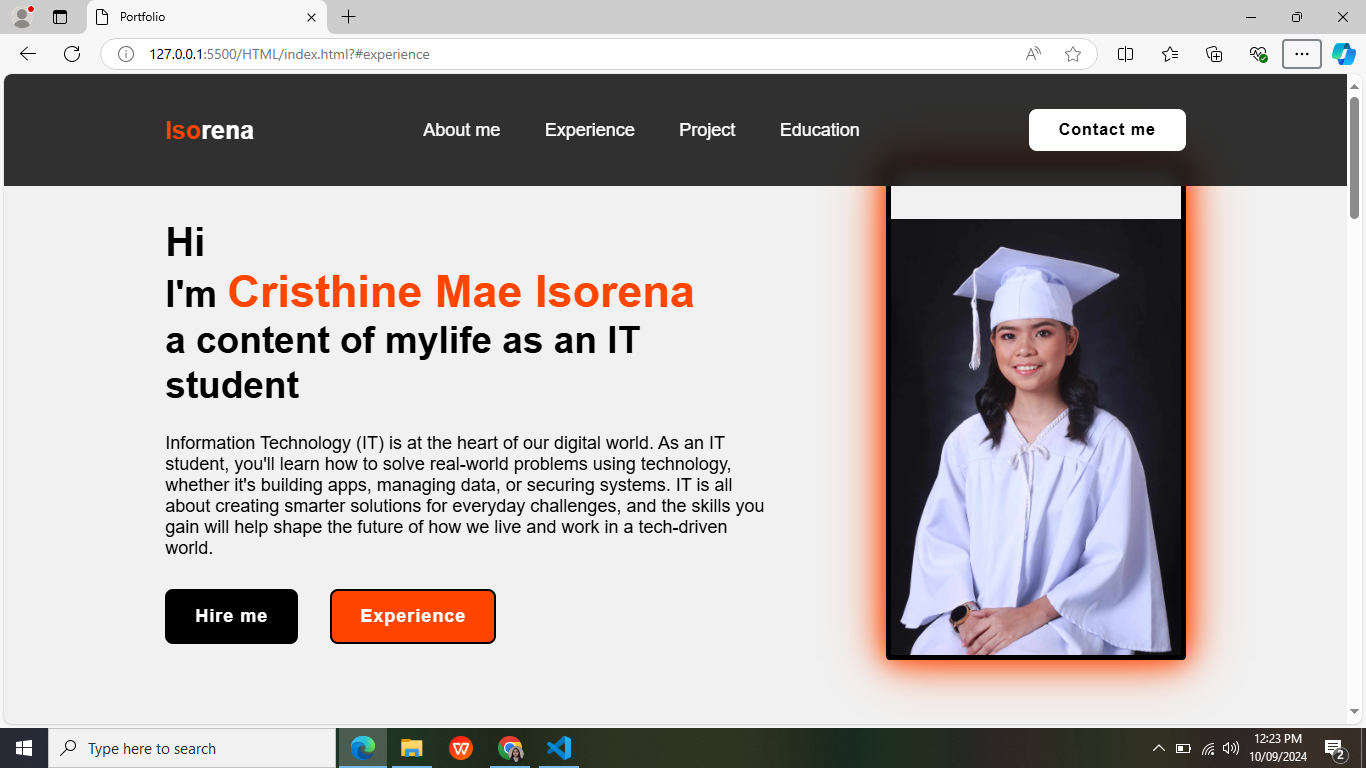 Portfolio
127.0.0.1:5500/HTML/index.html?#experience
Isorena
About me
Experience
Project
Education
Contact me
Hi
I'm Cristhine Mae Isorena
a content of mylife as an IT
student
Information Technology (IT) is at the heart of our digital world. As an IT
student, you'll learn how to solve real-world problems using technology,
whether it's building apps, managing data, or securing systems. IT is all
about creating smarter solutions for everyday challenges, and the skills you
gain will help shape the future of how we live and work in a tech-driven
world.
Hire me
Experience
Type here to search
12:23 PM
10/09/2024
2